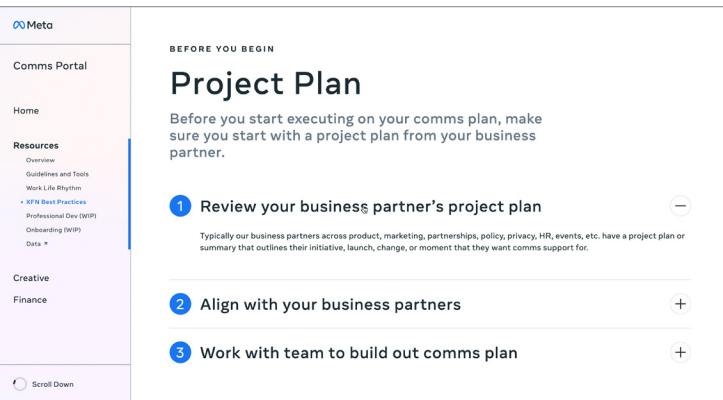 Meta
Comms Portal
Home
Resources
Overview
Guidelines and Tools
Work Life Rhythm
• XFN Best Practices
Professional Dev (WIP)
Onboarding (WIP)
Data ↗
Creative
Finance
Scroll Down
BEFORE YOU BEGIN
Project Plan
Before you start executing on your comms plan, make
sure you start with a project plan from your business
partner.
1 Review your business partner's project plan
Typically our business partners across product, marketing, partnerships, policy, privacy, HR, events, etc. have a project plan or
summary that outlines their initiative, launch, change, or moment that they want comms support for.
2 Align with your business partners
3 Work with team to build out comms plan